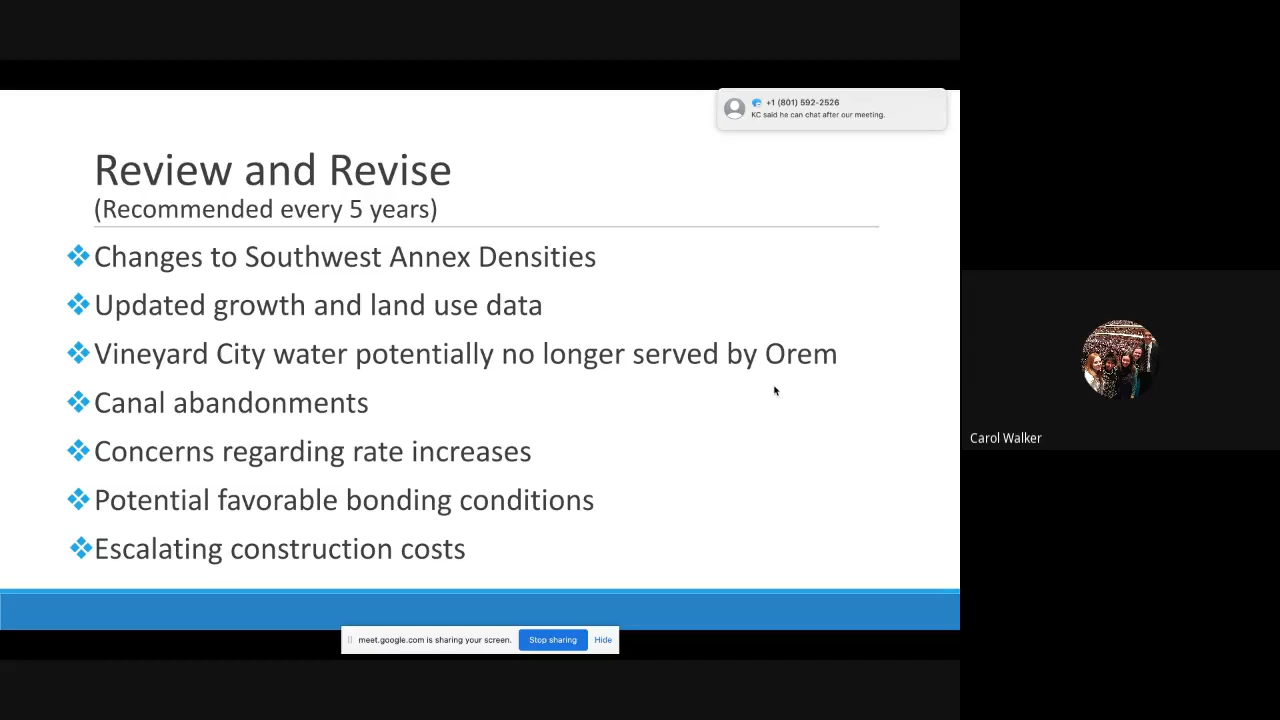 +1 (801) 592-2526
KC said he can chat after our meeting.
Review and Revise
(Recommended every 5 years)
Changes to Southwest Annex Densities
Updated growth and land use data
Vineyard City water potentially no longer served by Orem
Canal abandonments
Concerns regarding rate increases
Potential favorable bonding conditions
Escalating construction costs
Carol Walker
meet.google.com is sharing your screen. Stop sharing Hide